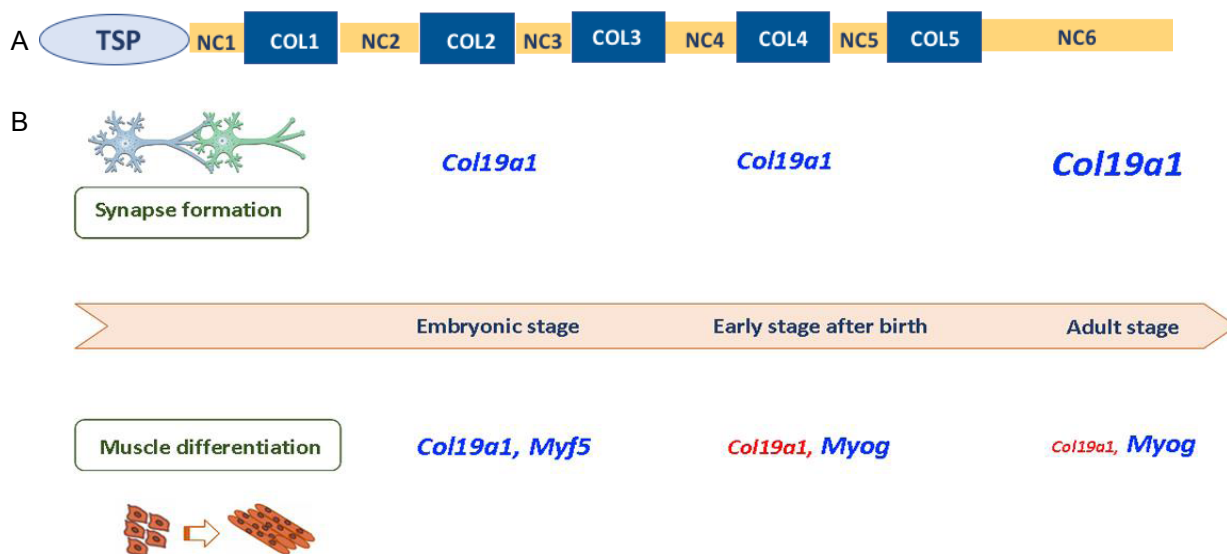 A TSP NC1 COL1 NC2 COL2 NC3 COL3 NC4 COL4 NC5 COL5 NC6
B
Col19a1 Col19a1 Col19a1
Synapse formation
Embryonic stage Early stage after birth Adult stage
Muscle differentiation Col19a1, Myf5 Col19a1, Myog Col19a1, Myog